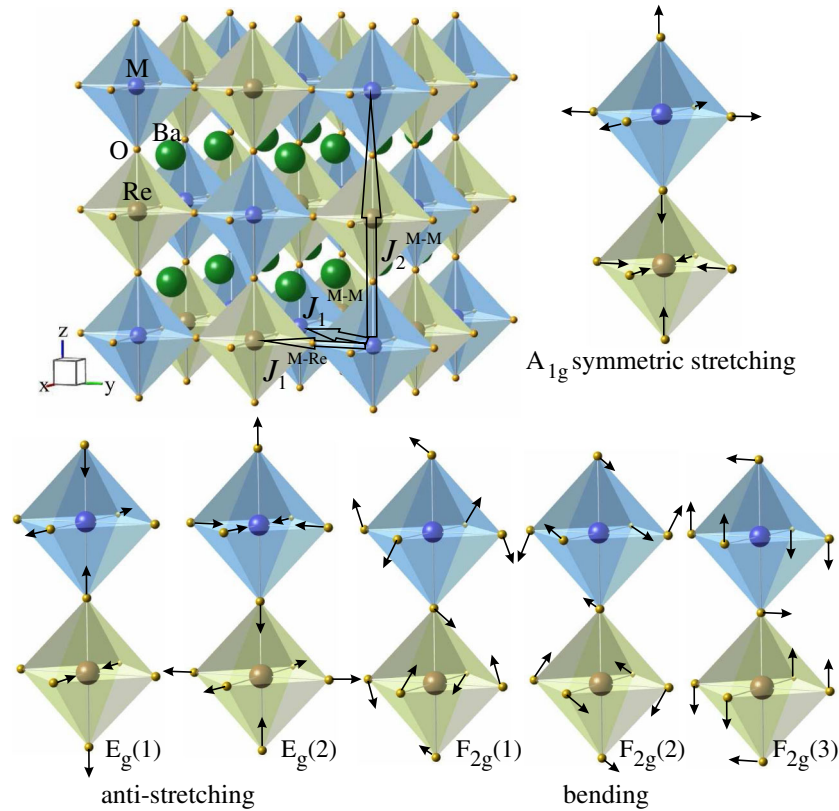 M
Ba
O
Re
J₂ᴹ⁻ᴹ
J₁ᴹ⁻ᴹ
J₁ᴹ⁻ᴿᵉ
z
x
y
A₁g symmetric stretching
Eg(1)
Eg(2)
F₂g(1)
F₂g(2)
F₂g(3)
anti-stretching
bending